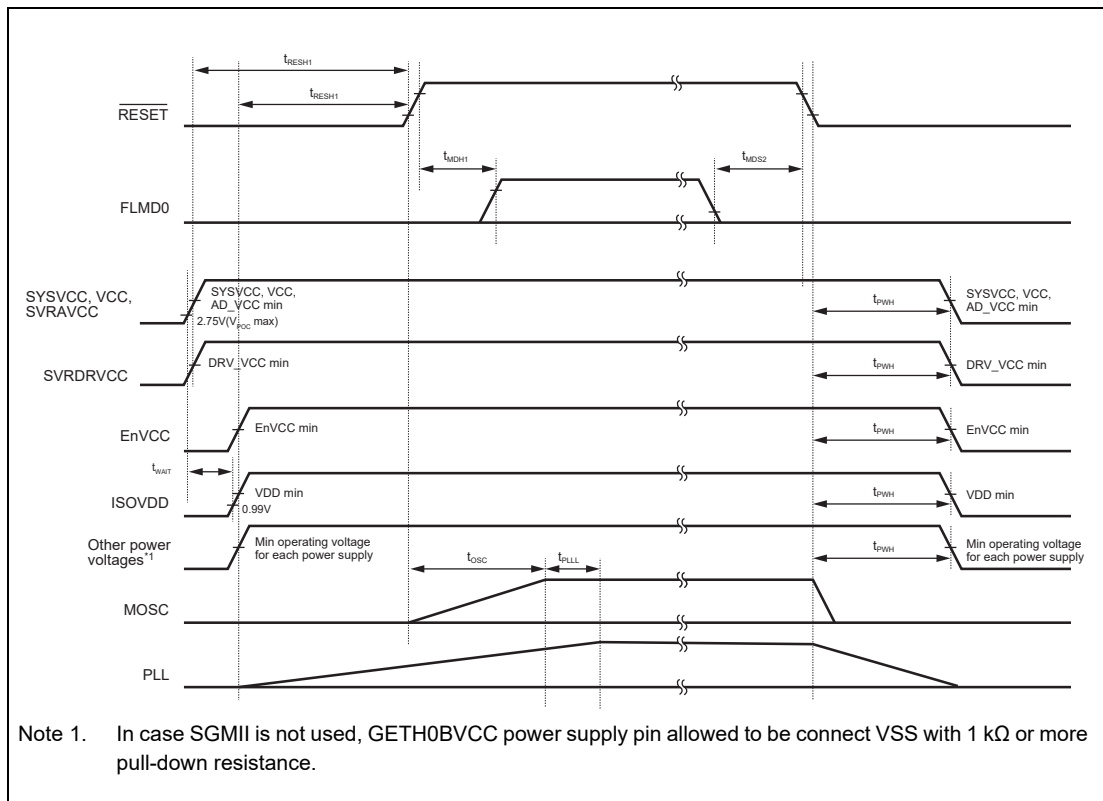 tRESH1
tRESH1
RESET
tMDH1
tMDS2
FLMD0
SYSVCC, VCC,
SVRAVCC
SYSVCC, VCC,
AD_VCC min
2.75V(VPOC max)
tPWH
SYSVCC, VCC,
AD_VCC min
SVRDRVCC
DRV_VCC min
tPWH
DRV_VCC min
EnVCC
EnVCC min
tPWH
EnVCC min
tWAIT
ISOVDD
VDD min
0.99V
tPWH
VDD min
Other power
voltages*1
Min operating voltage
for each power supply
tPWH
Min operating voltage
for each power supply
tOSC
tPLLL
MOSC
PLL
Note 1. In case SGMII is not used, GETH0BVCC power supply pin allowed to be connect VSS with 1 kΩ or more
pull-down resistance.